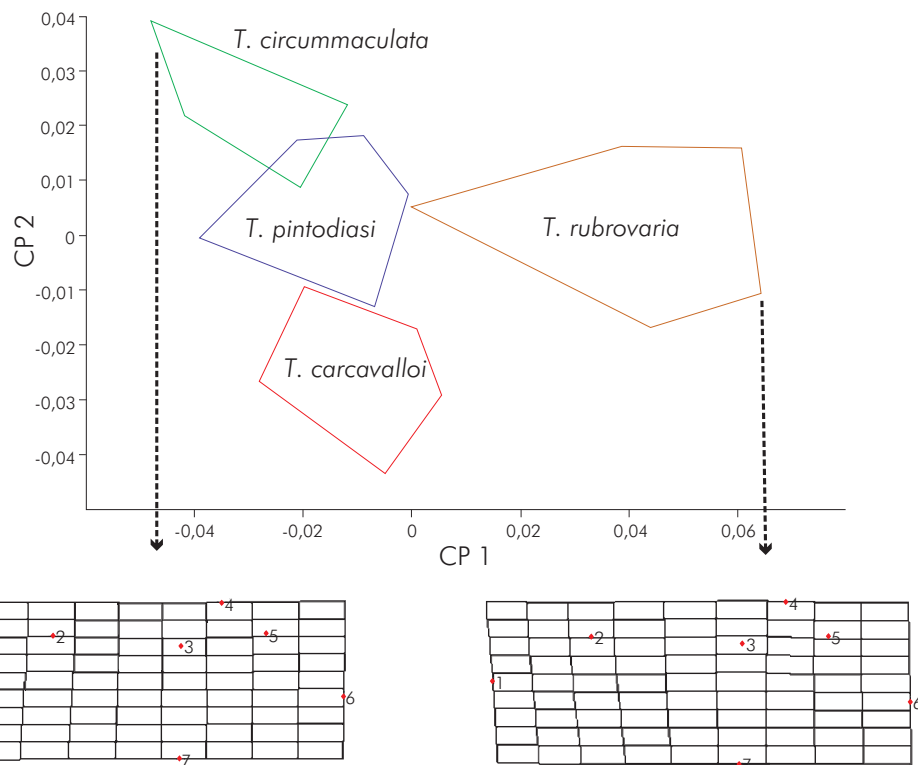 0,04
T. circummaculata
0,03
0,02
0,01
T. pintodiasi
T. rubrovaria
0
CP 2
-0,01
-0,02
T. carcavalloi
-0,03
-0,04
-0,04 -0,02 0 0,02 0,04 0,06
CP 1
4 4
2 5 2 5
3 3
1
6 6
7 7